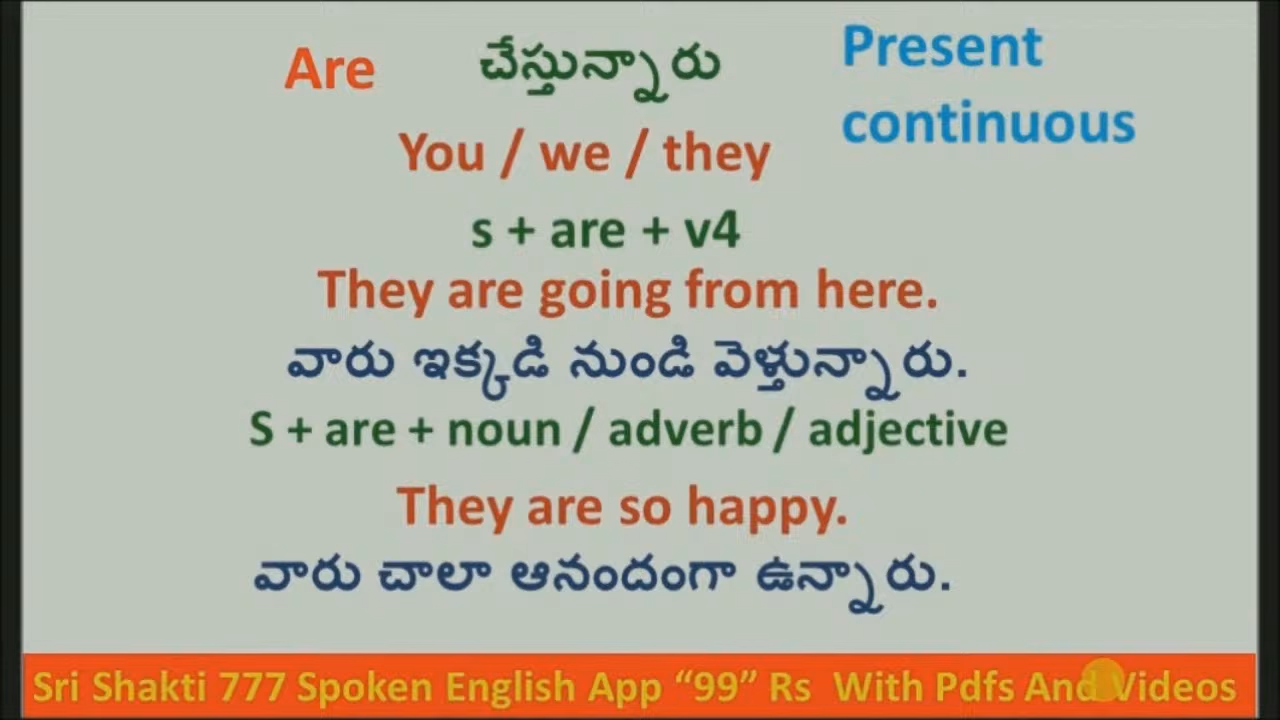 Are చేస్తున్నారు Present
continuous
You / we / they
s + are + v4
They are going from here.
వారు ఇక్కడి నుండి వెళ్తున్నారు.
S + are + noun / adverb / adjective
They are so happy.
వారు చాలా ఆనందంగా ఉన్నారు.
Sri Shakti 777 Spoken English App “99” Rs With Pdfs And Videos